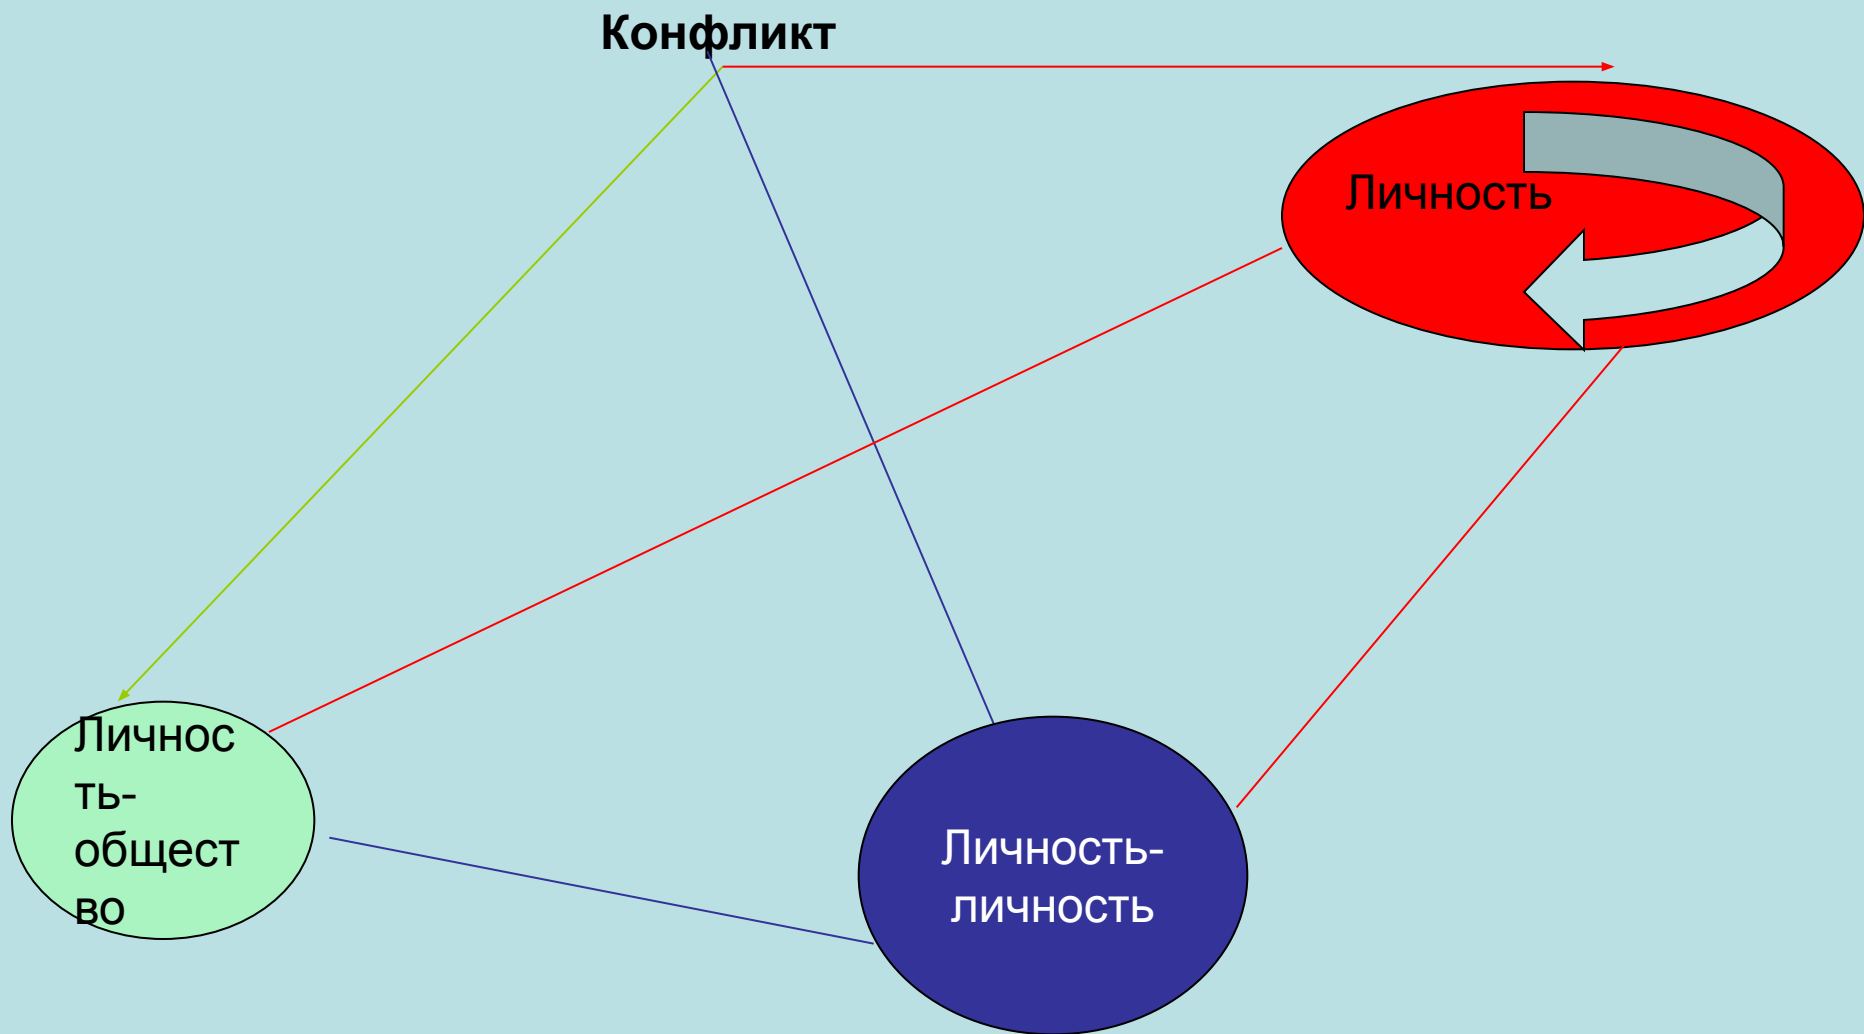 Конфликт
Личность
Личнос
ть-
общест
во
Личность-
личность